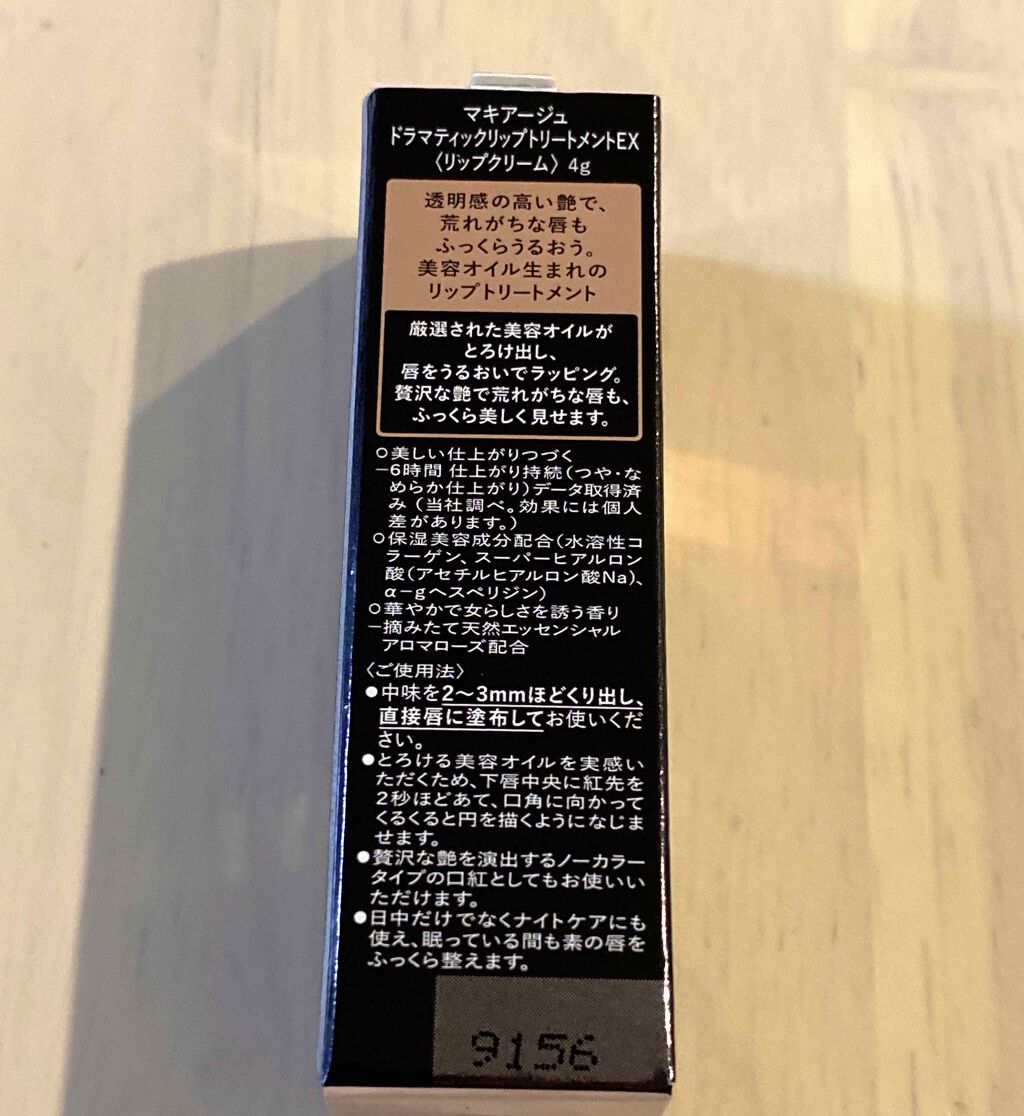 マキアージュ
ドラマティックリップトリートメントEX
〈リップクリーム〉 4g
透明感の高い艶で、
荒れがちな唇も
ふっくらうるおう。
美容オイル生まれの
リップトリートメント
厳選された美容オイルが
とろけ出し、
唇をうるおいでラッピング。
贅沢な艶で荒れがちな唇も、
ふっくら美しく見せます。
○美しい仕上がりつづく
−6時間 仕上がり持続(つや・な
めらか仕上がり)データ取得済
み (当社調べ。効果には個人
差があります。)
○保湿美容成分配合(水溶性コ
ラーゲン、スーパーヒアルロン
酸(アセチルヒアルロン酸Na)、
α−gヘスペリジン)
○華やかで女らしさを誘う香り
−摘みたて天然エッセンシャル
アロマローズ配合
〈ご使用法〉
●中味を2〜3mmほどくり出し、
直接唇に塗布してお使いくだ
さい。
●とろける美容オイルを実感い
ただくため、下唇中央に紅先を
2秒ほどあて、口角に向かって
くるくると円を描くようになじま
せます。
●贅沢な艶を演出するノーカラー
タイプの口紅としてもお使いい
ただけます。
●日中だけでなくナイトケアにも
使え、眠っている間も素の唇を
ふっくら整えます。
9156